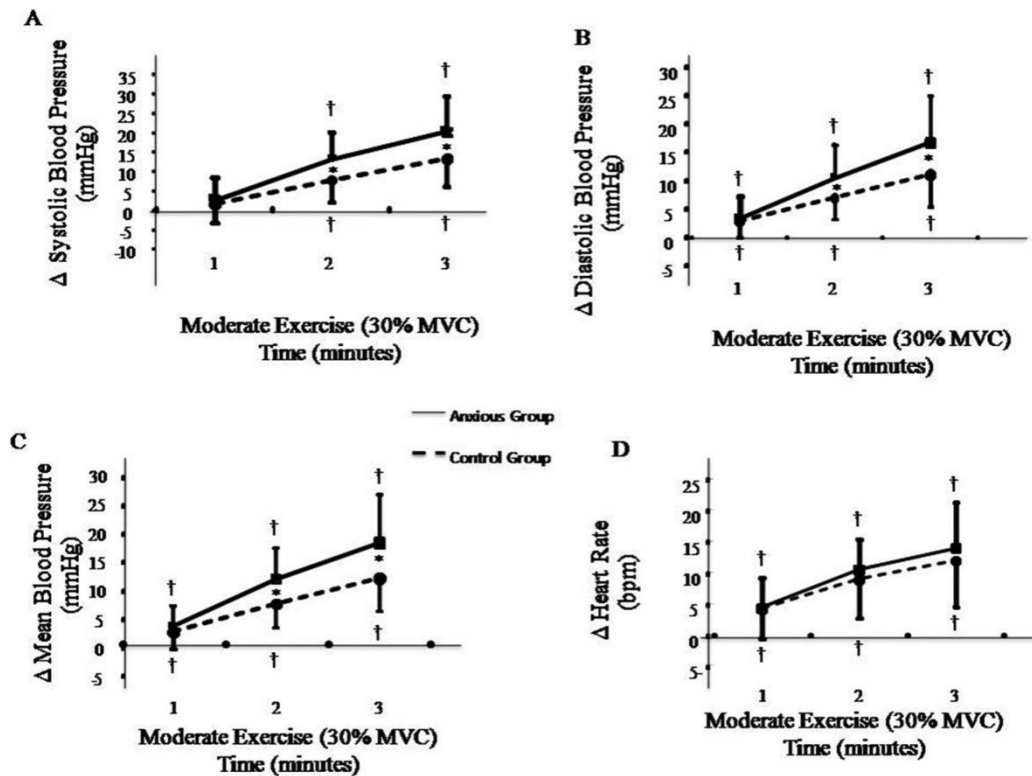 A
Δ Systolic Blood Pressure
(mmHg)
35
30
25
20
15
10
5
0
-5
-10
†
†
*
*
†
†
1 2 3
Moderate Exercise (30% MVC)
Time (minutes)
B
Δ Diastolic Blood Pressure
(mmHg)
30
25
20
15
10
5
0
-5
†
†
†
*
*
†
†
†
1 2 3
Moderate Exercise (30% MVC)
Time (minutes)
Anxious Group
Control Group
C
Δ Mean Blood Pressure
(mmHg)
30
25
20
15
10
5
0
-5
†
†
†
*
*
†
†
†
1 2 3
Moderate Exercise (30% MVC)
Time (minutes)
D
Δ Heart Rate
(bpm)
25
20
15
10
5
0
5-
†
†
†
†
†
†
1 2 3
Moderate Exercise (30% MVC)
Time (minutes)